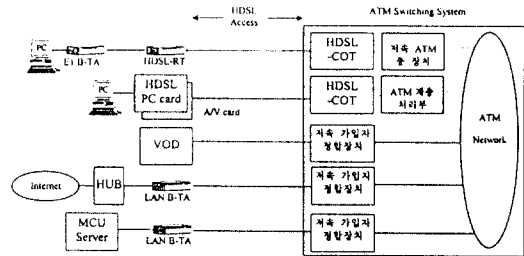 HDSL
Access
ATM Switching System
PC
E1 B-TA
HDSL-RT
HDSL
-COT
저속 ATM
층 장치
PC
HDSL
PC card
A/V card
HDSL
-COT
ATM 계층
처리부
ATM
Network
VOD
저속 가입자
정합장치
Internet
HUB
LAN B-TA
저속 가입자
정합장치
MCU
Server
LAN B-TA
저속 가입자
정합장치